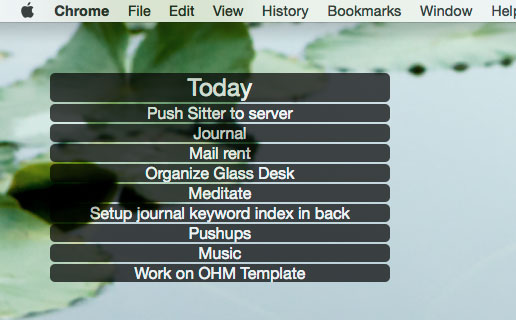 Chrome File Edit View History Bookmarks Window Help
Today
Push Sitter to server
Journal
Mail rent
Organize Glass Desk
Meditate
Setup journal keyword index in back
Pushups
Music
Work on OHM Template